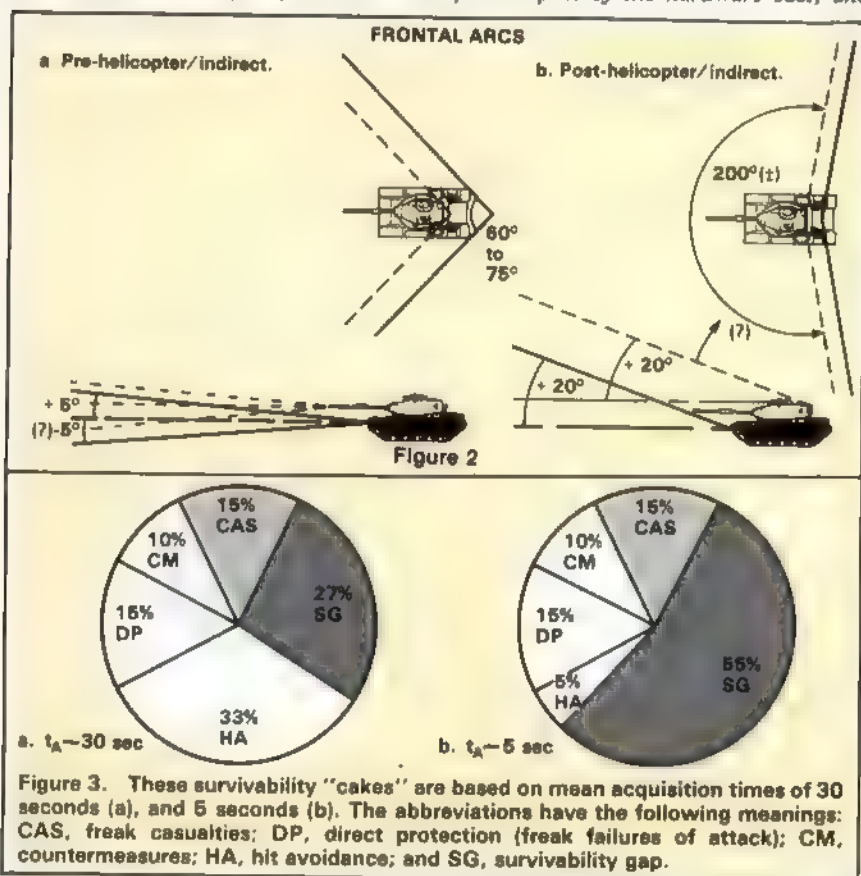 FRONTAL ARCS
a Pre-helicopter/indirect.
b. Post-helicopter/indirect.
200°(t)
60°
to
75°
(?)
+ 20°
+ 20°
+ 5°
(?)-5°
Figure 2
15%
CAS
10%
CM
27%
SG
15%
DP
33%
HA
a. tA~30 sec
15%
CAS
10%
CM
15%
DP
55%
SG
5%
HA
b. tA~5 sec
Figure 3. These survivability "cakes" are based on mean acquisition times of 30
seconds (a), and 5 seconds (b). The abbreviations have the following meanings:
CAS, freak casualties; DP, direct protection (freak failures of attack); CM,
countermeasures; HA, hit avoidance; and SG, survivability gap.